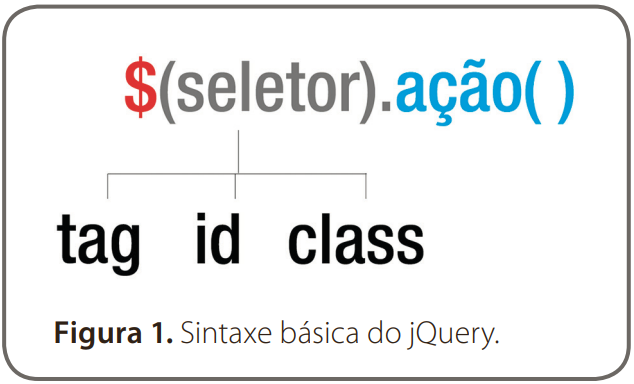 $(seletor).ação( )
tag id class
Figura 1. Sintaxe básica do jQuery.